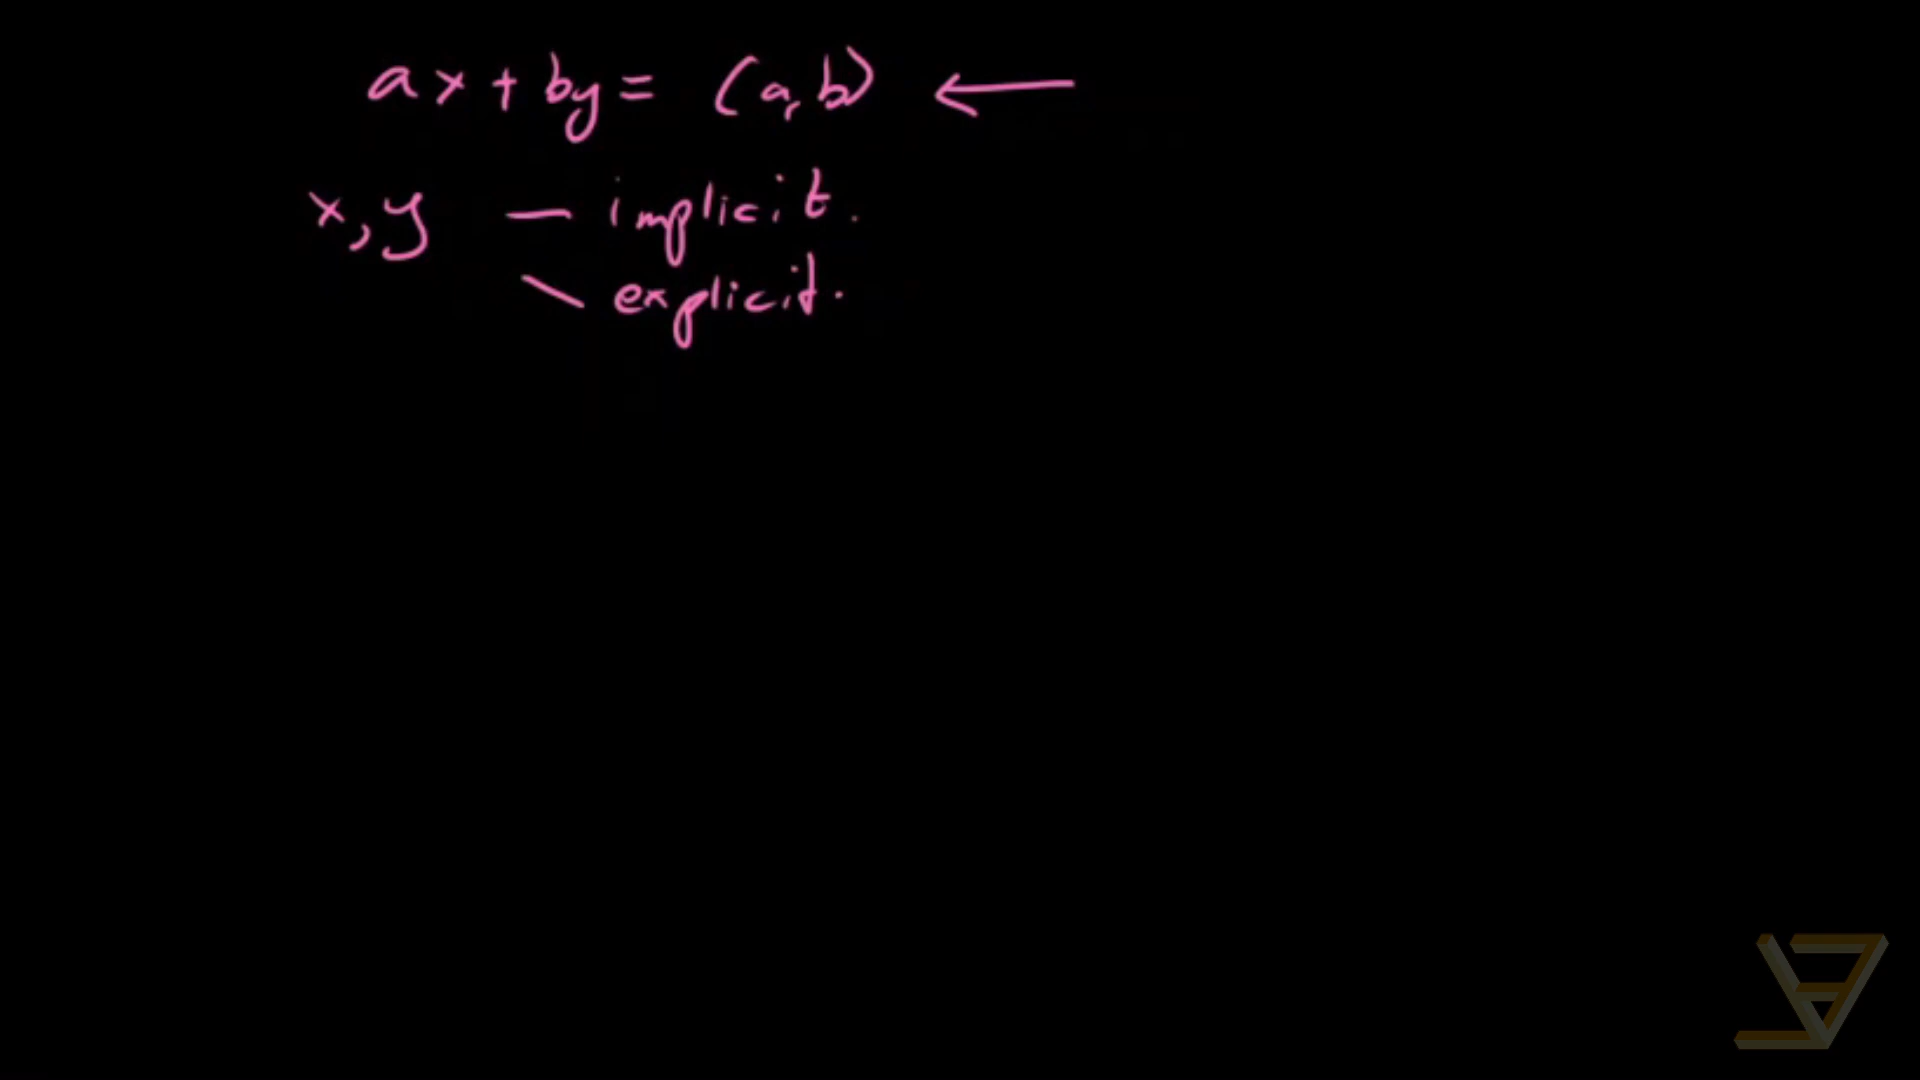 ax + by = (a, b) ←
x, y — implicit.
\ explicit.